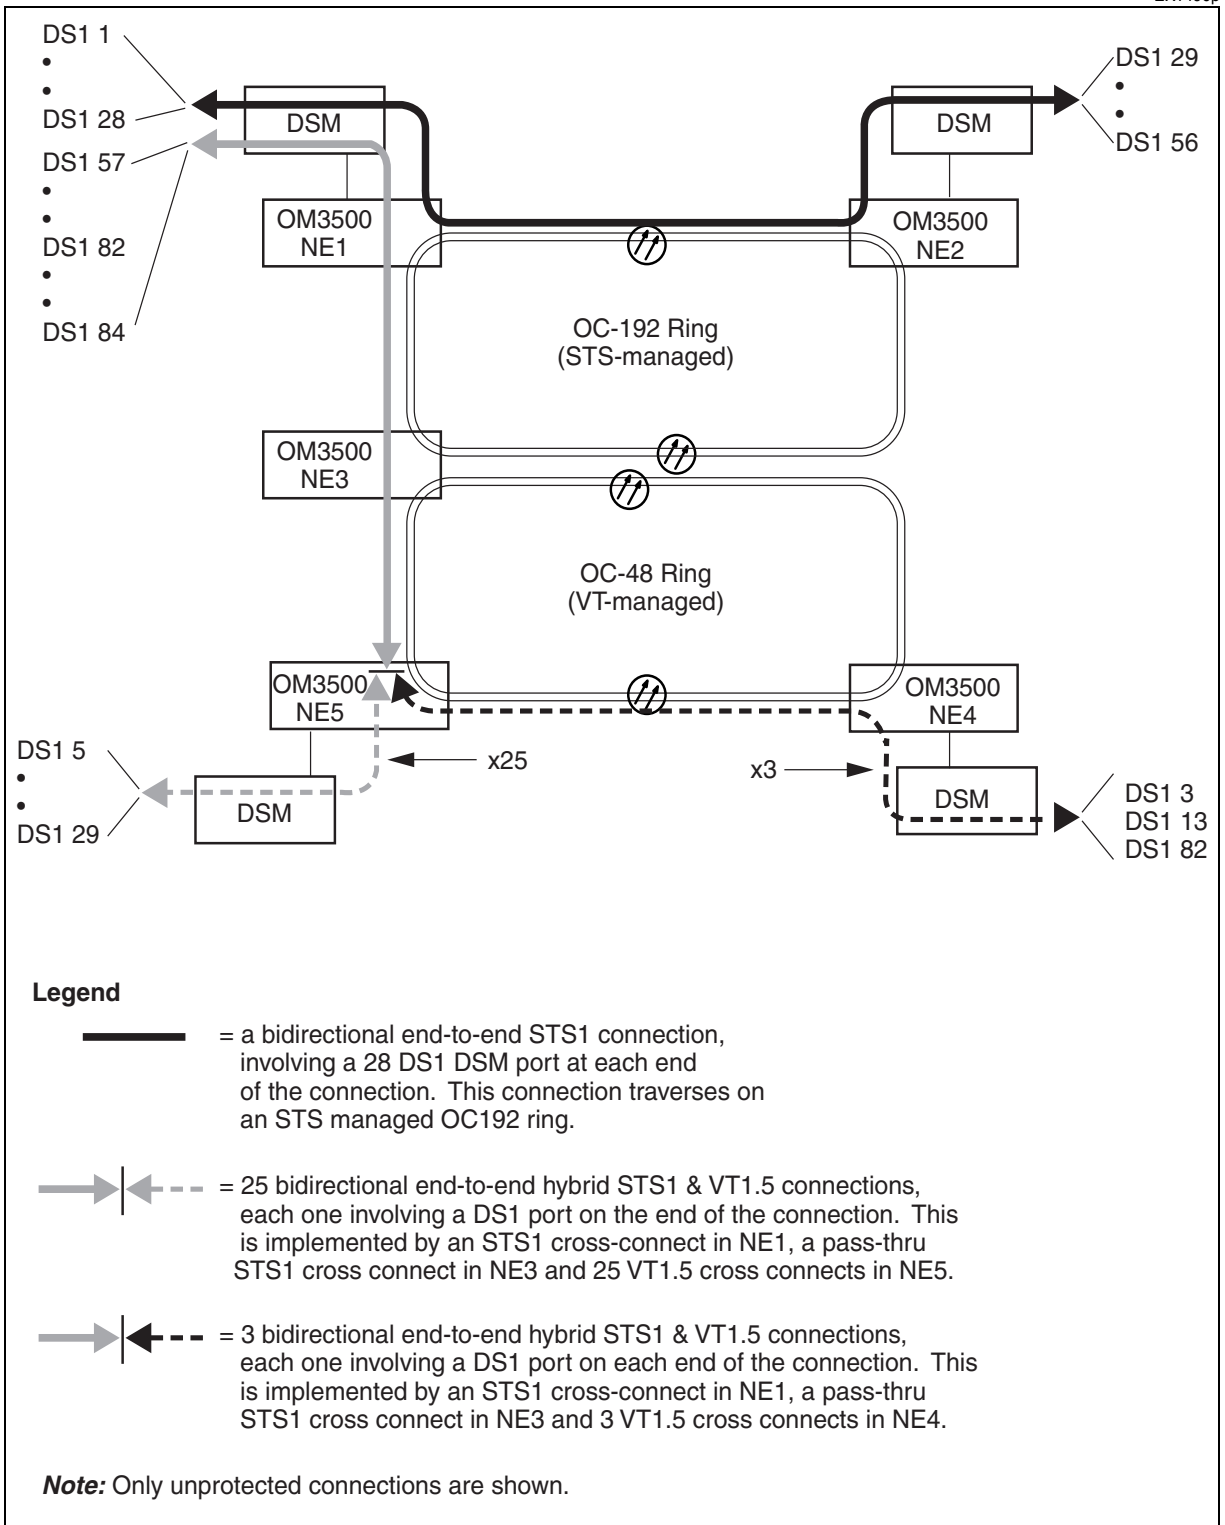 DS1 1
•
•
DS1 28
DS1 57
•
•
DS1 82
•
•
DS1 84
DSM
OM3500
NE1
DS1 29
•
•
DS1 56
DSM
OM3500
NE2
OC-192 Ring
(STS-managed)
OM3500
NE3
OC-48 Ring
(VT-managed)
OM3500
NE5
OM3500
NE4
x25
x3
DS1 5
•
•
DS1 29
DSM
DSM
DS1 3
DS1 13
DS1 82
Legend
= a bidirectional end-to-end STS1 connection,
involving a 28 DS1 DSM port at each end
of the connection. This connection traverses on
an STS managed OC192 ring.
= 25 bidirectional end-to-end hybrid STS1 & VT1.5 connections,
each one involving a DS1 port on the end of the connection. This
is implemented by an STS1 cross-connect in NE1, a pass-thru
STS1 cross connect in NE3 and 25 VT1.5 cross connects in NE5.
= 3 bidirectional end-to-end hybrid STS1 & VT1.5 connections,
each one involving a DS1 port on each end of the connection. This
is implemented by an STS1 cross-connect in NE1, a pass-thru
STS1 cross connect in NE3 and 3 VT1.5 cross connects in NE4.
Note: Only unprotected connections are shown.